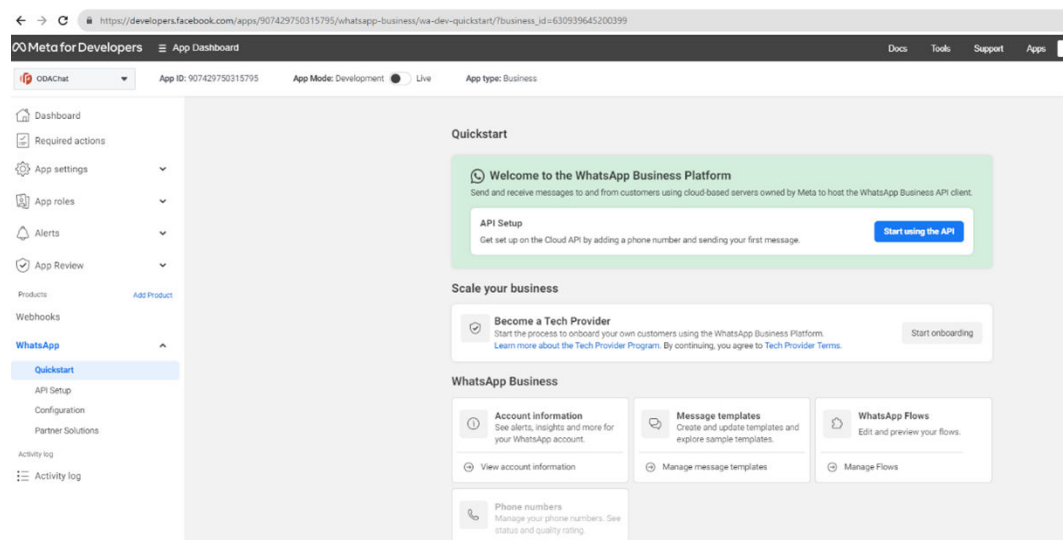 https://developers.facebook.com/apps/907429750315795/whatsapp-business/wa-dev-quickstart/?business_id=630939645200399
Meta for Developers
App Dashboard
Docs
Tools
Support
Apps
ODAChat
App ID: 907429750315795
App Mode: Development
Live
App type: Business
Dashboard
Required actions
App settings
App roles
Alerts
App Review
Products
Add Product
Webhooks
WhatsApp
Quickstart
API Setup
Configuration
Partner Solutions
Activity log
Activity log
Quickstart
Welcome to the WhatsApp Business Platform
Send and receive messages to and from customers using cloud-based servers owned by Meta to host the WhatsApp Business API client.
API Setup
Get set up on the Cloud API by adding a phone number and sending your first message.
Start using the API
Scale your business
Become a Tech Provider
Start the process to onboard your own customers using the WhatsApp Business Platform.
Learn more about the Tech Provider Program. By continuing, you agree to Tech Provider Terms.
Start onboarding
WhatsApp Business
Account information
See alerts, insights and more for
your WhatsApp account.
View account information
Message templates
Create and update templates and
explore sample templates.
Manage message templates
WhatsApp Flows
Edit and preview your flows.
Manage Flows
Phone numbers
Manage your phone numbers. See
status and quality rating.